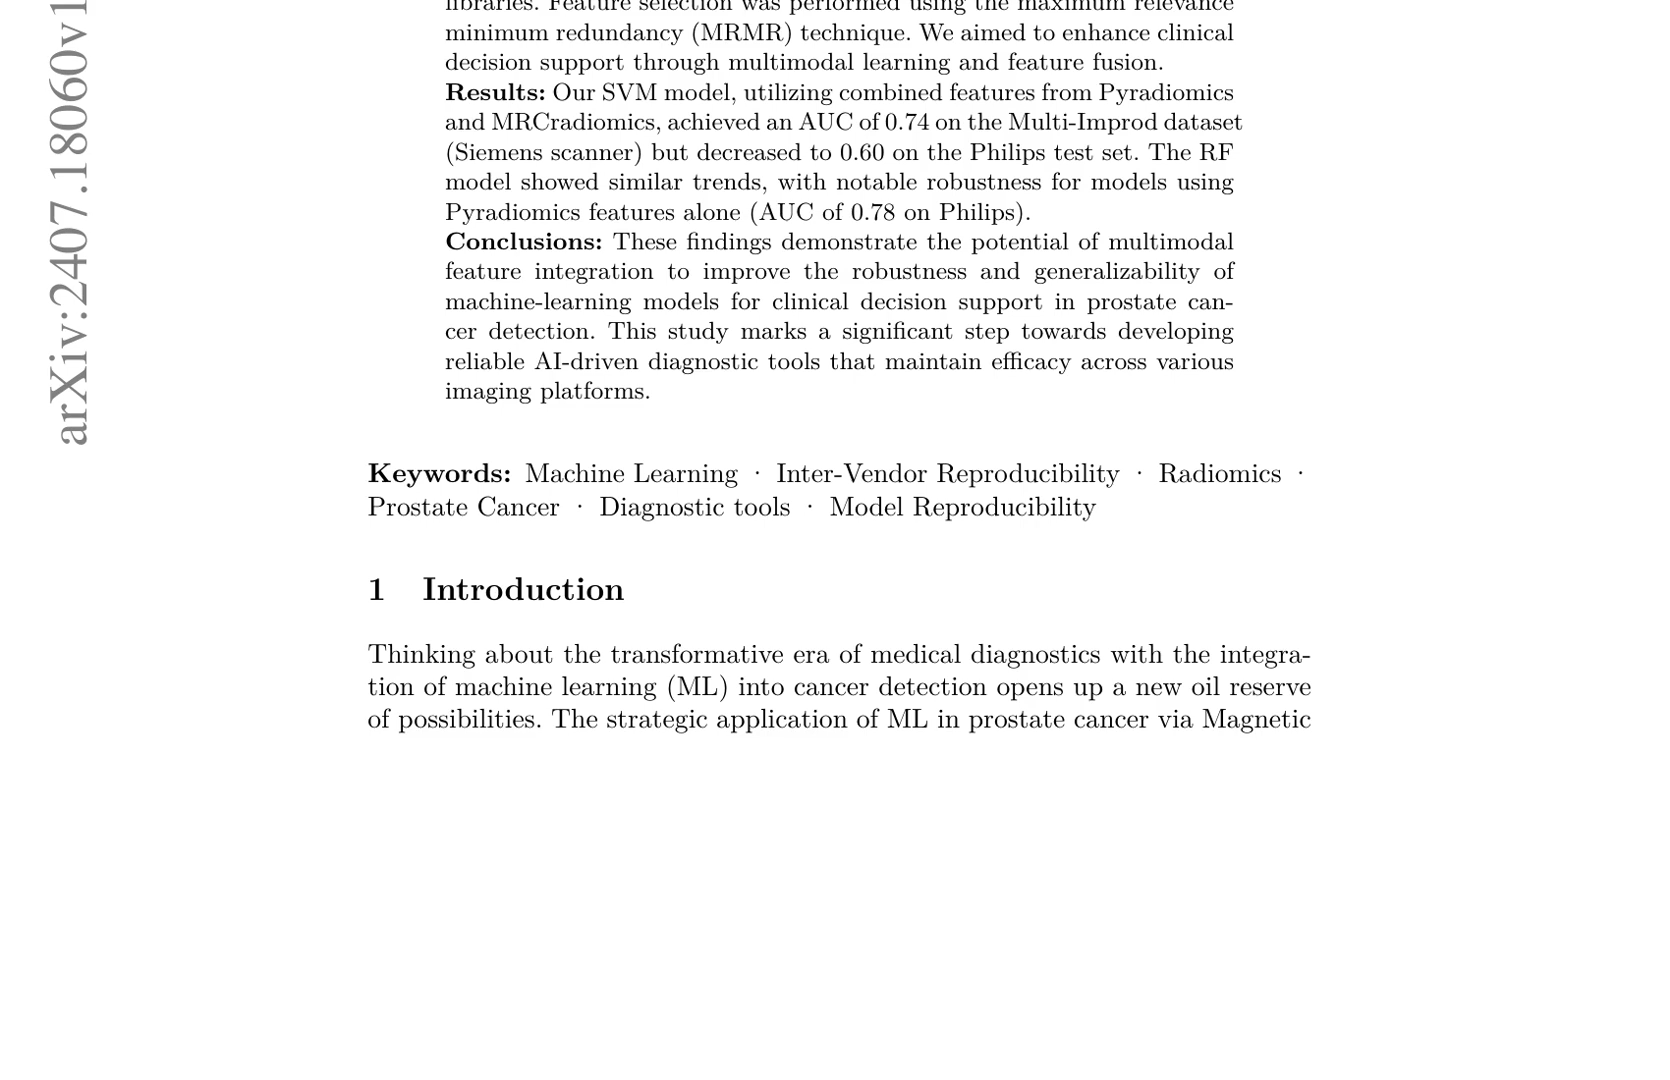 libraries. Feature selection was performed using the maximum relevance
minimum redundancy (MRMR) technique. We aimed to enhance clinical
decision support through multimodal learning and feature fusion.
Results: Our SVM model, utilizing combined features from Pyradiomics
and MRCradiomics, achieved an AUC of 0.74 on the Multi-Improd dataset
(Siemens scanner) but decreased to 0.60 on the Philips test set. The RF
model showed similar trends, with notable robustness for models using
Pyradiomics features alone (AUC of 0.78 on Philips).
Conclusions: These findings demonstrate the potential of multimodal
feature integration to improve the robustness and generalizability of
machine-learning models for clinical decision support in prostate can-
cer detection. This study marks a significant step towards developing
reliable AI-driven diagnostic tools that maintain efficacy across various
imaging platforms.
Keywords: Machine Learning · Inter-Vendor Reproducibility · Radiomics ·
Prostate Cancer · Diagnostic tools · Model Reproducibility
1 Introduction
Thinking about the transformative era of medical diagnostics with the integra-
tion of machine learning (ML) into cancer detection opens up a new oil reserve
of possibilities. The strategic application of ML in prostate cancer via Magnetic
arXiv:2407.18060v1